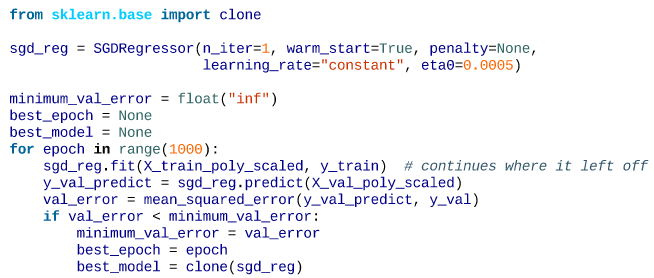 from sklearn.base import clone
sgd_reg = SGDRegressor(n_iter=1, warm_start=True, penalty=None,
learning_rate="constant", eta0=0.0005)
minimum_val_error = float("inf")
best_epoch = None
best_model = None
for epoch in range(1000):
sgd_reg.fit(X_train_poly_scaled, y_train)  # continues where it left off
y_val_predict = sgd_reg.predict(X_val_poly_scaled)
val_error = mean_squared_error(y_val_predict, y_val)
if val_error < minimum_val_error:
minimum_val_error = val_error
best_epoch = epoch
best_model = clone(sgd_reg)